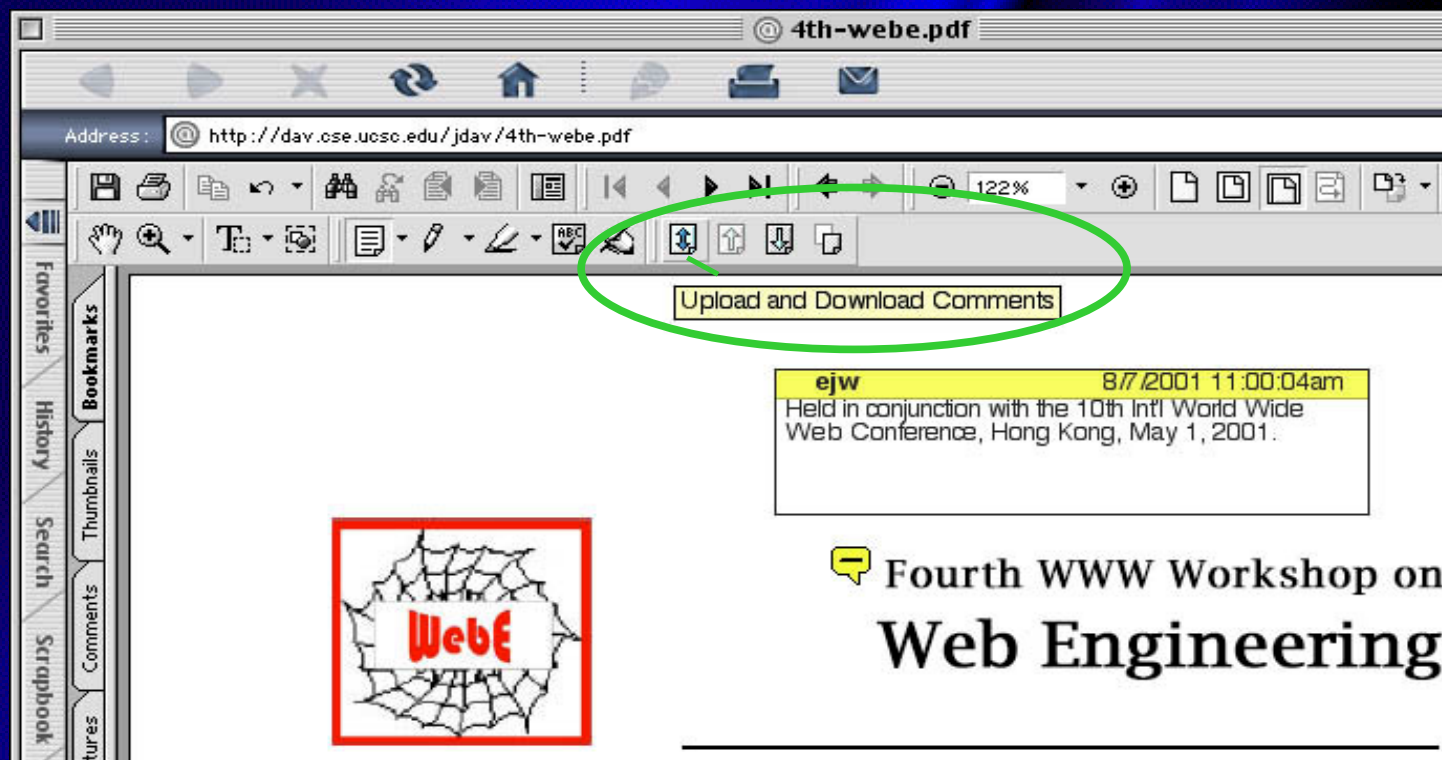 4th-webe.pdf
Address: http://dav.cse.ucsc.edu/jdav/4th-webe.pdf
122%
ABC
Favorites
History
Search
Scrapbook
Bookmarks
Thumbnails
Comments
tures
Upload and Download Comments
ejw 8/7/2001 11:00:04am
Held in conjunction with the 10th Int'l World Wide
Web Conference, Hong Kong, May 1, 2001.
WebE
Fourth WWW Workshop on
Web Engineering